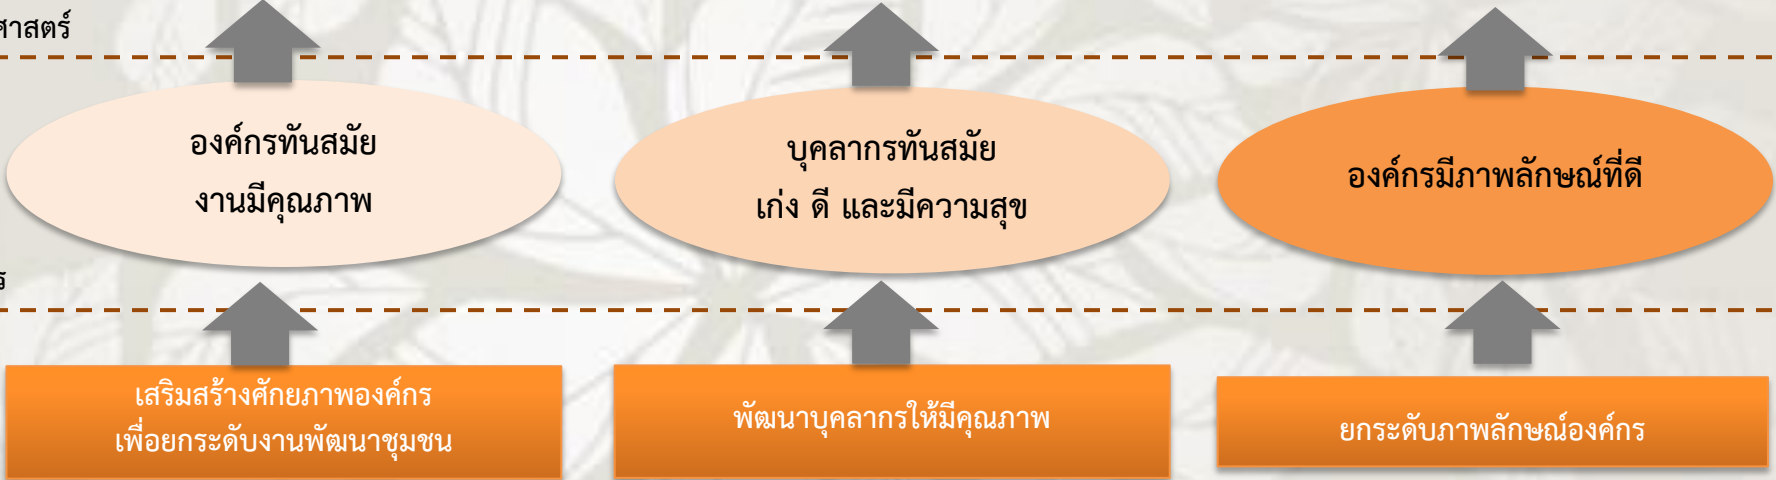 ศาสตร์
องค์กรทันสมัย
งานมีคุณภาพ
บุคลากรทันสมัย
เก่ง ดี และมีความสุข
องค์กรมีภาพลักษณ์ที่ดี
ร
เสริมสร้างศักยภาพองค์กร
เพื่อยกระดับงานพัฒนาชุมชน
พัฒนาบุคลากรให้มีคุณภาพ
ยกระดับภาพลักษณ์องค์กร